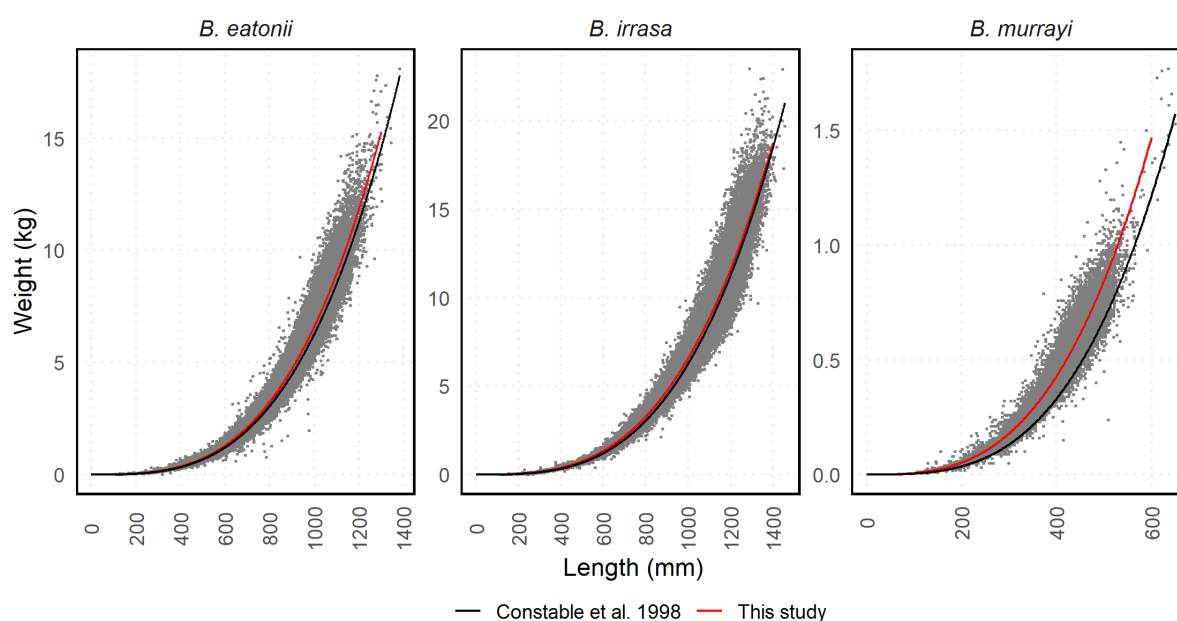 B. eatonii B. irrasa B. murrayi
Weight (kg)
15
10
5
0
20
15
10
5
0
1.5
1.0
0.5
0.0
0 200 400 600 800 1000 1200 1400
0 200 400 600 800 1000 1200 1400
0 200 400 600
Length (mm)
Constable et al. 1998 This study